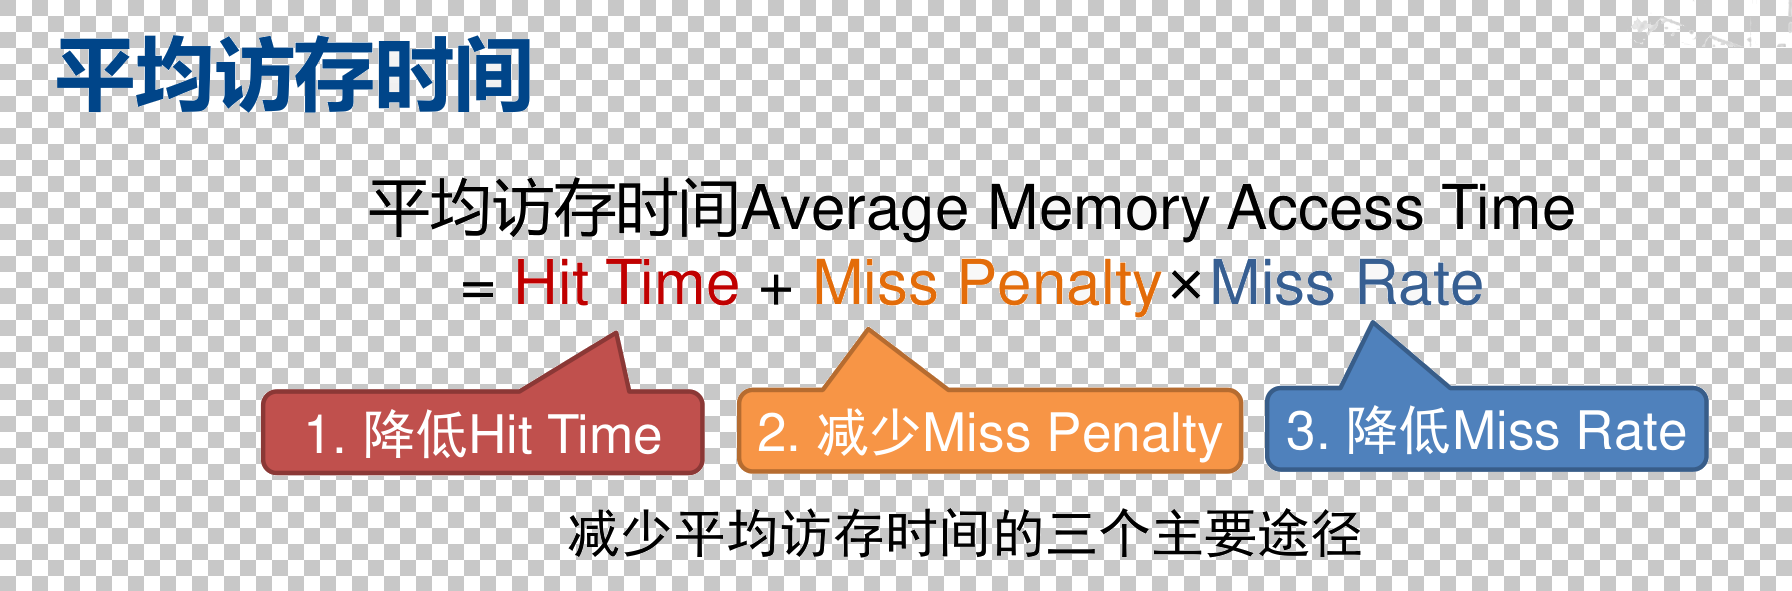 平均访存时间
平均访存时间Average Memory Access Time
= Hit Time + Miss Penalty×Miss Rate
1. 降低Hit Time
2. 减少Miss Penalty
3. 降低Miss Rate
减少平均访存时间的三个主要途径